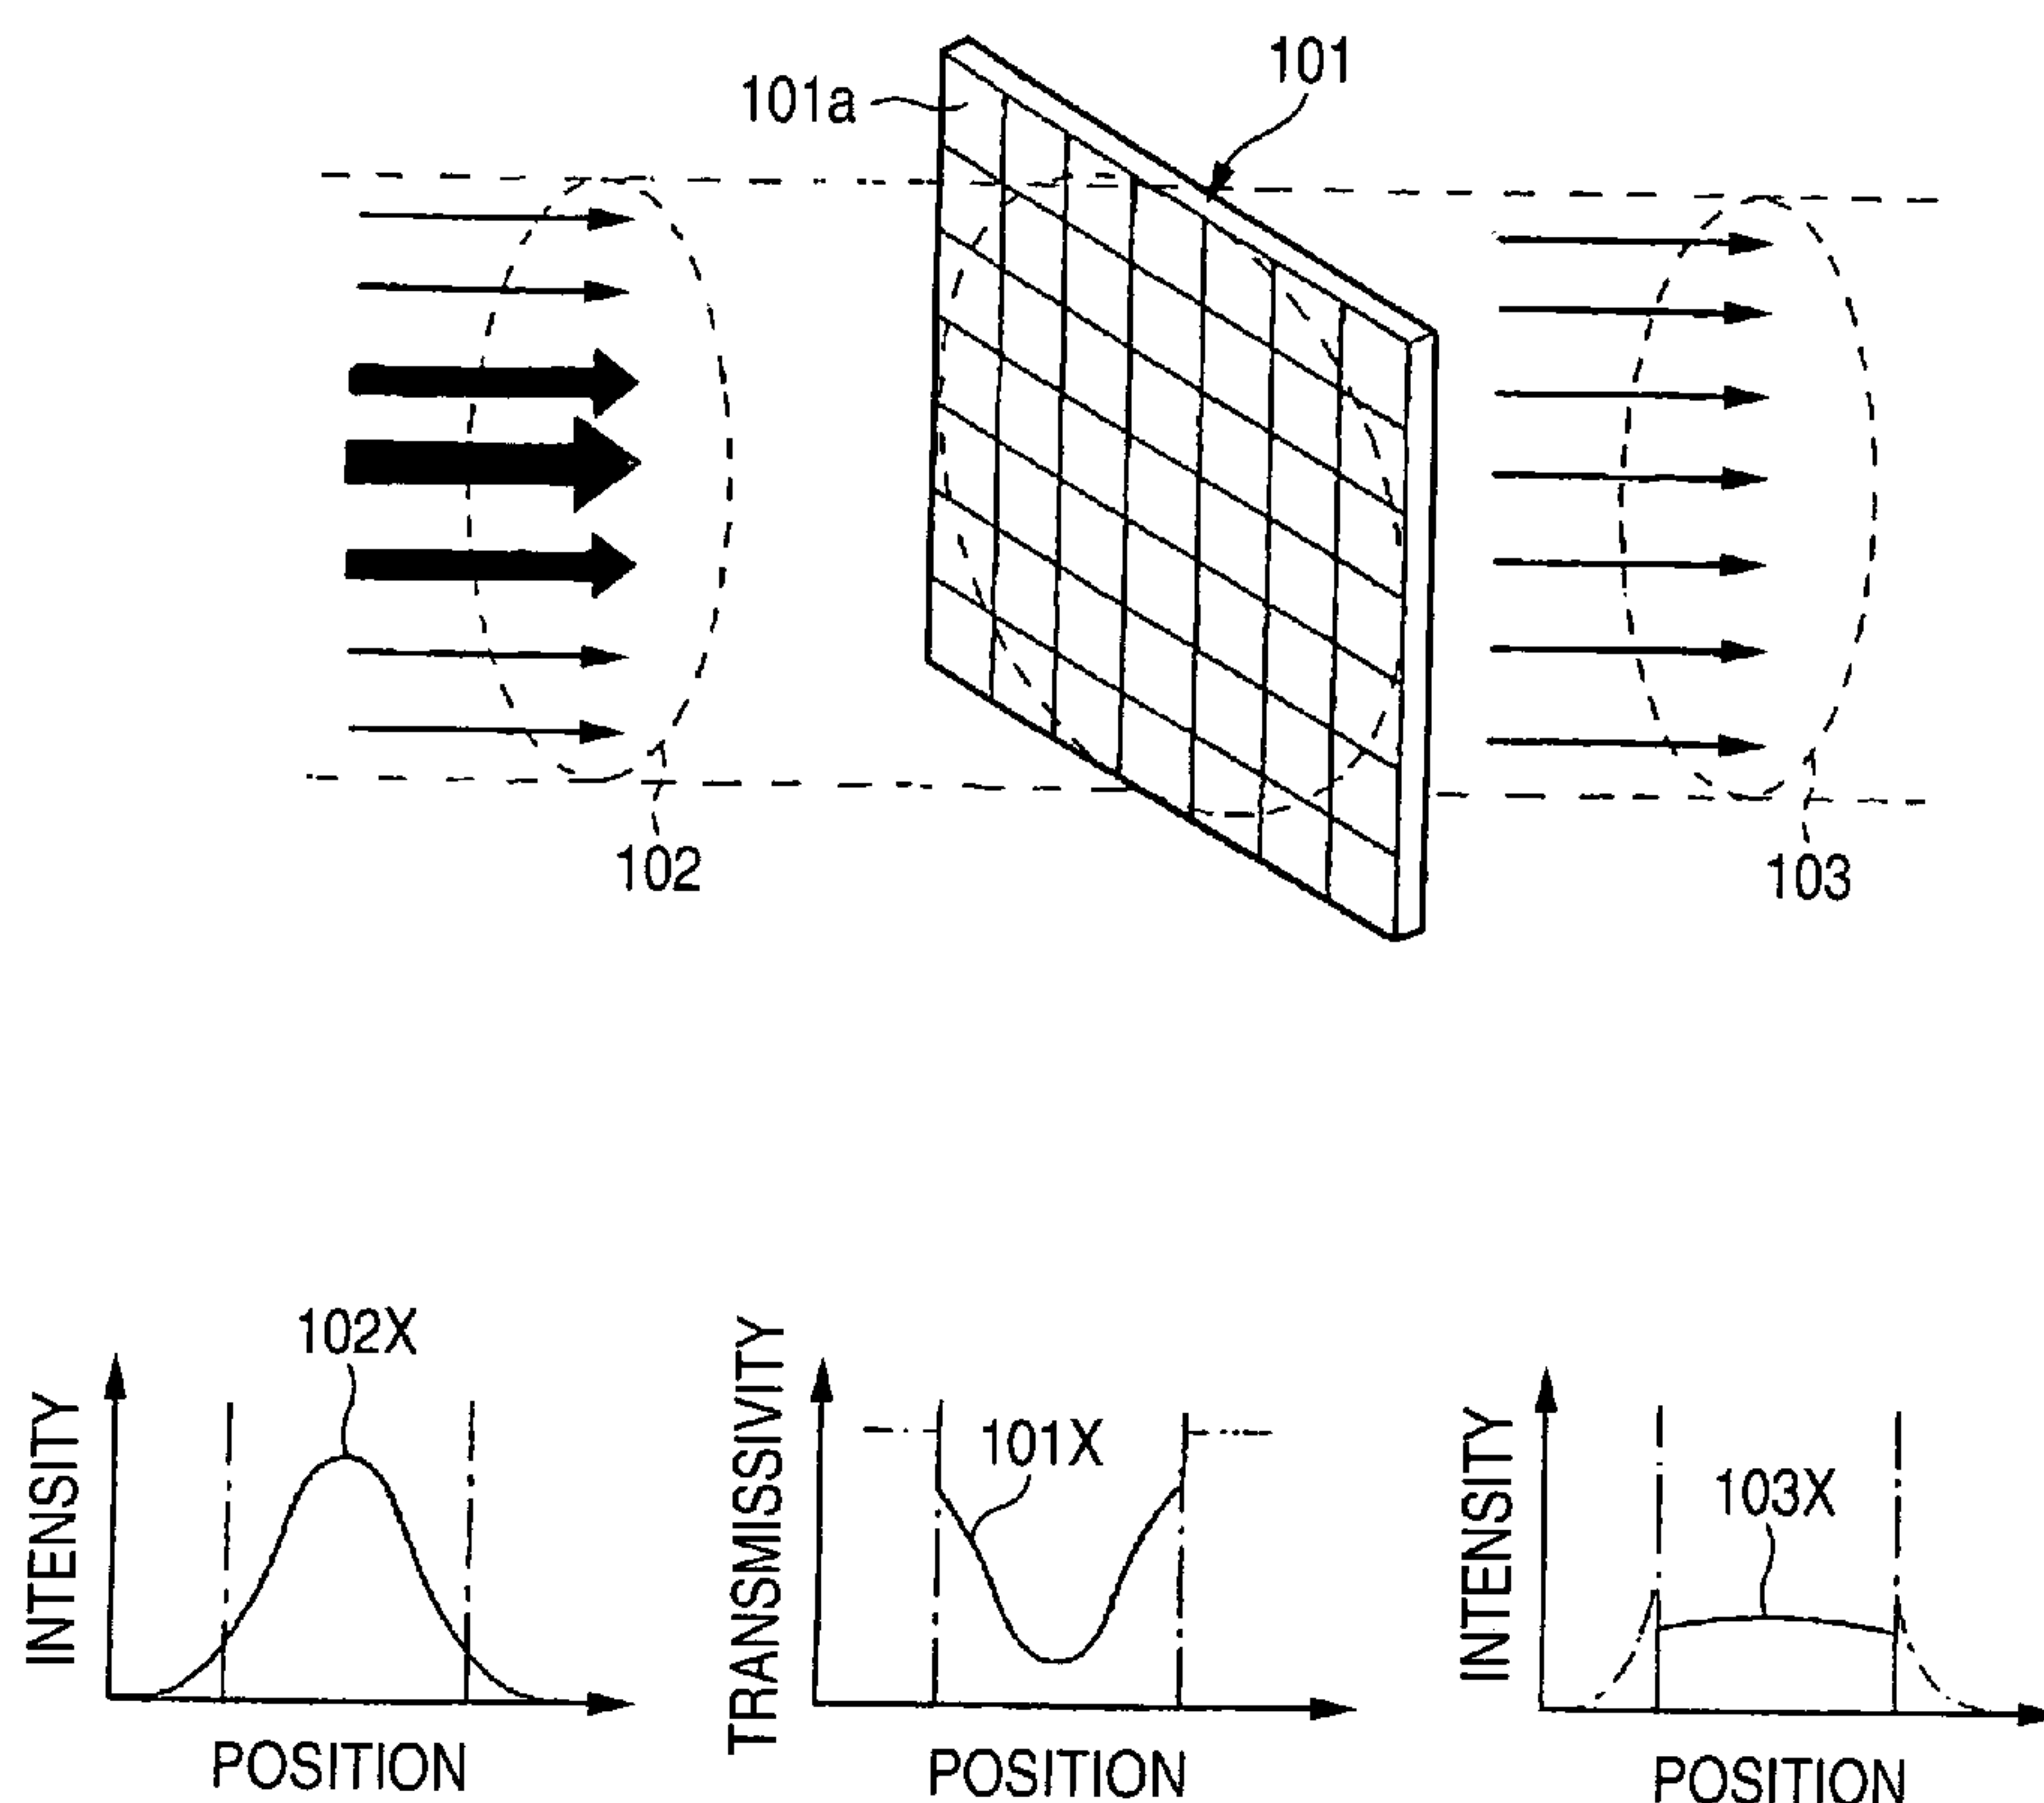 101
101a
102
103
102X
INTENSITY
POSITION
101X
TRANSMISSIVITY
POSITION
103X
INTENSITY
POSITION